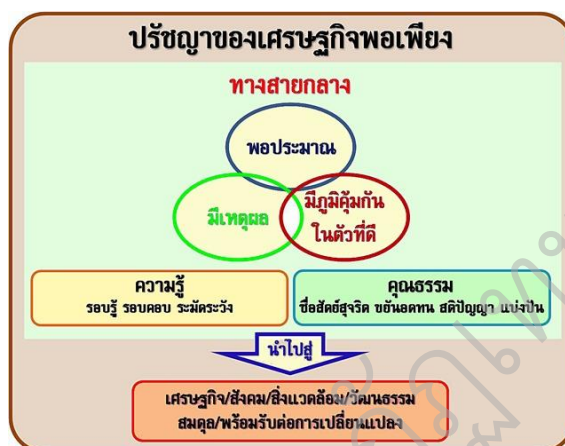 ปรัชญาของเศรษฐกิจพอเพียง
ทางสายกลาง
พอประมาณ
มีเหตุผล
มีภูมิคุ้มกัน
ในตัวที่ดี
ความรู้
รอบรู้ รอบคอบ ระมัดระวัง
คุณธรรม
ซื่อสัตย์สุจริต ขยันอดทน สติปัญญา แบ่งปัน
นำไปสู่
เศรษฐกิจ/สังคม/สิ่งแวดล้อม/วัฒนธรรม
สมดุล/พร้อมรับต่อการเปลี่ยนแปลง